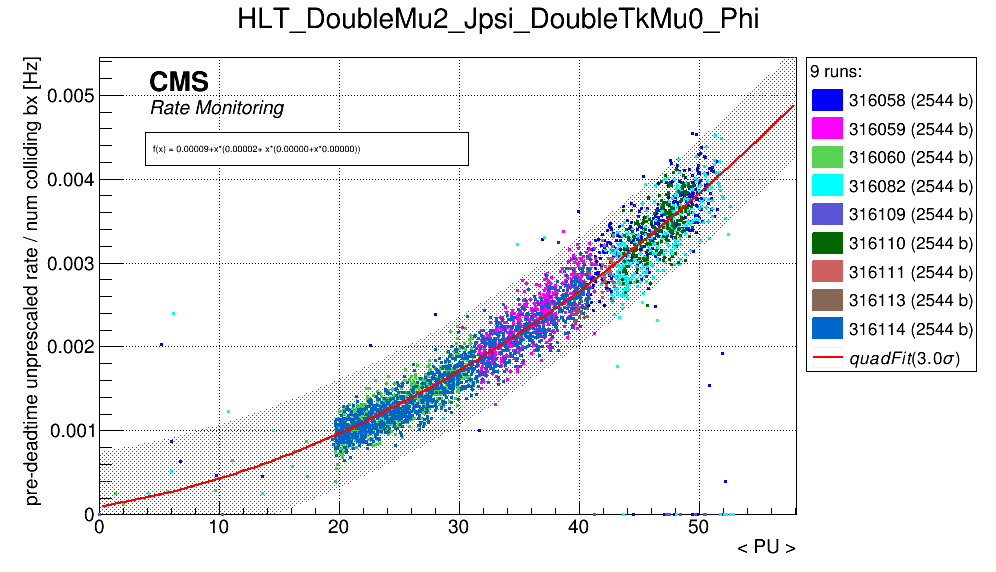 HLT_DoubleMu2_Jpsi_DoubleTkMu0_Phi
pre-deadtime unprescaled rate / num colliding bx [Hz]
CMS
Rate Monitoring
f(x) = 0.00009+x*(0.00002+ x*(0.00000+x*0.00000))
0.005
0.004
0.003
0.002
0.001
0
0 10 20 30 40 50
< PU >
9 runs:
316058 (2544 b)
316059 (2544 b)
316060 (2544 b)
316082 (2544 b)
316109 (2544 b)
316110 (2544 b)
316111 (2544 b)
316113 (2544 b)
316114 (2544 b)
quadFit(3.0σ)